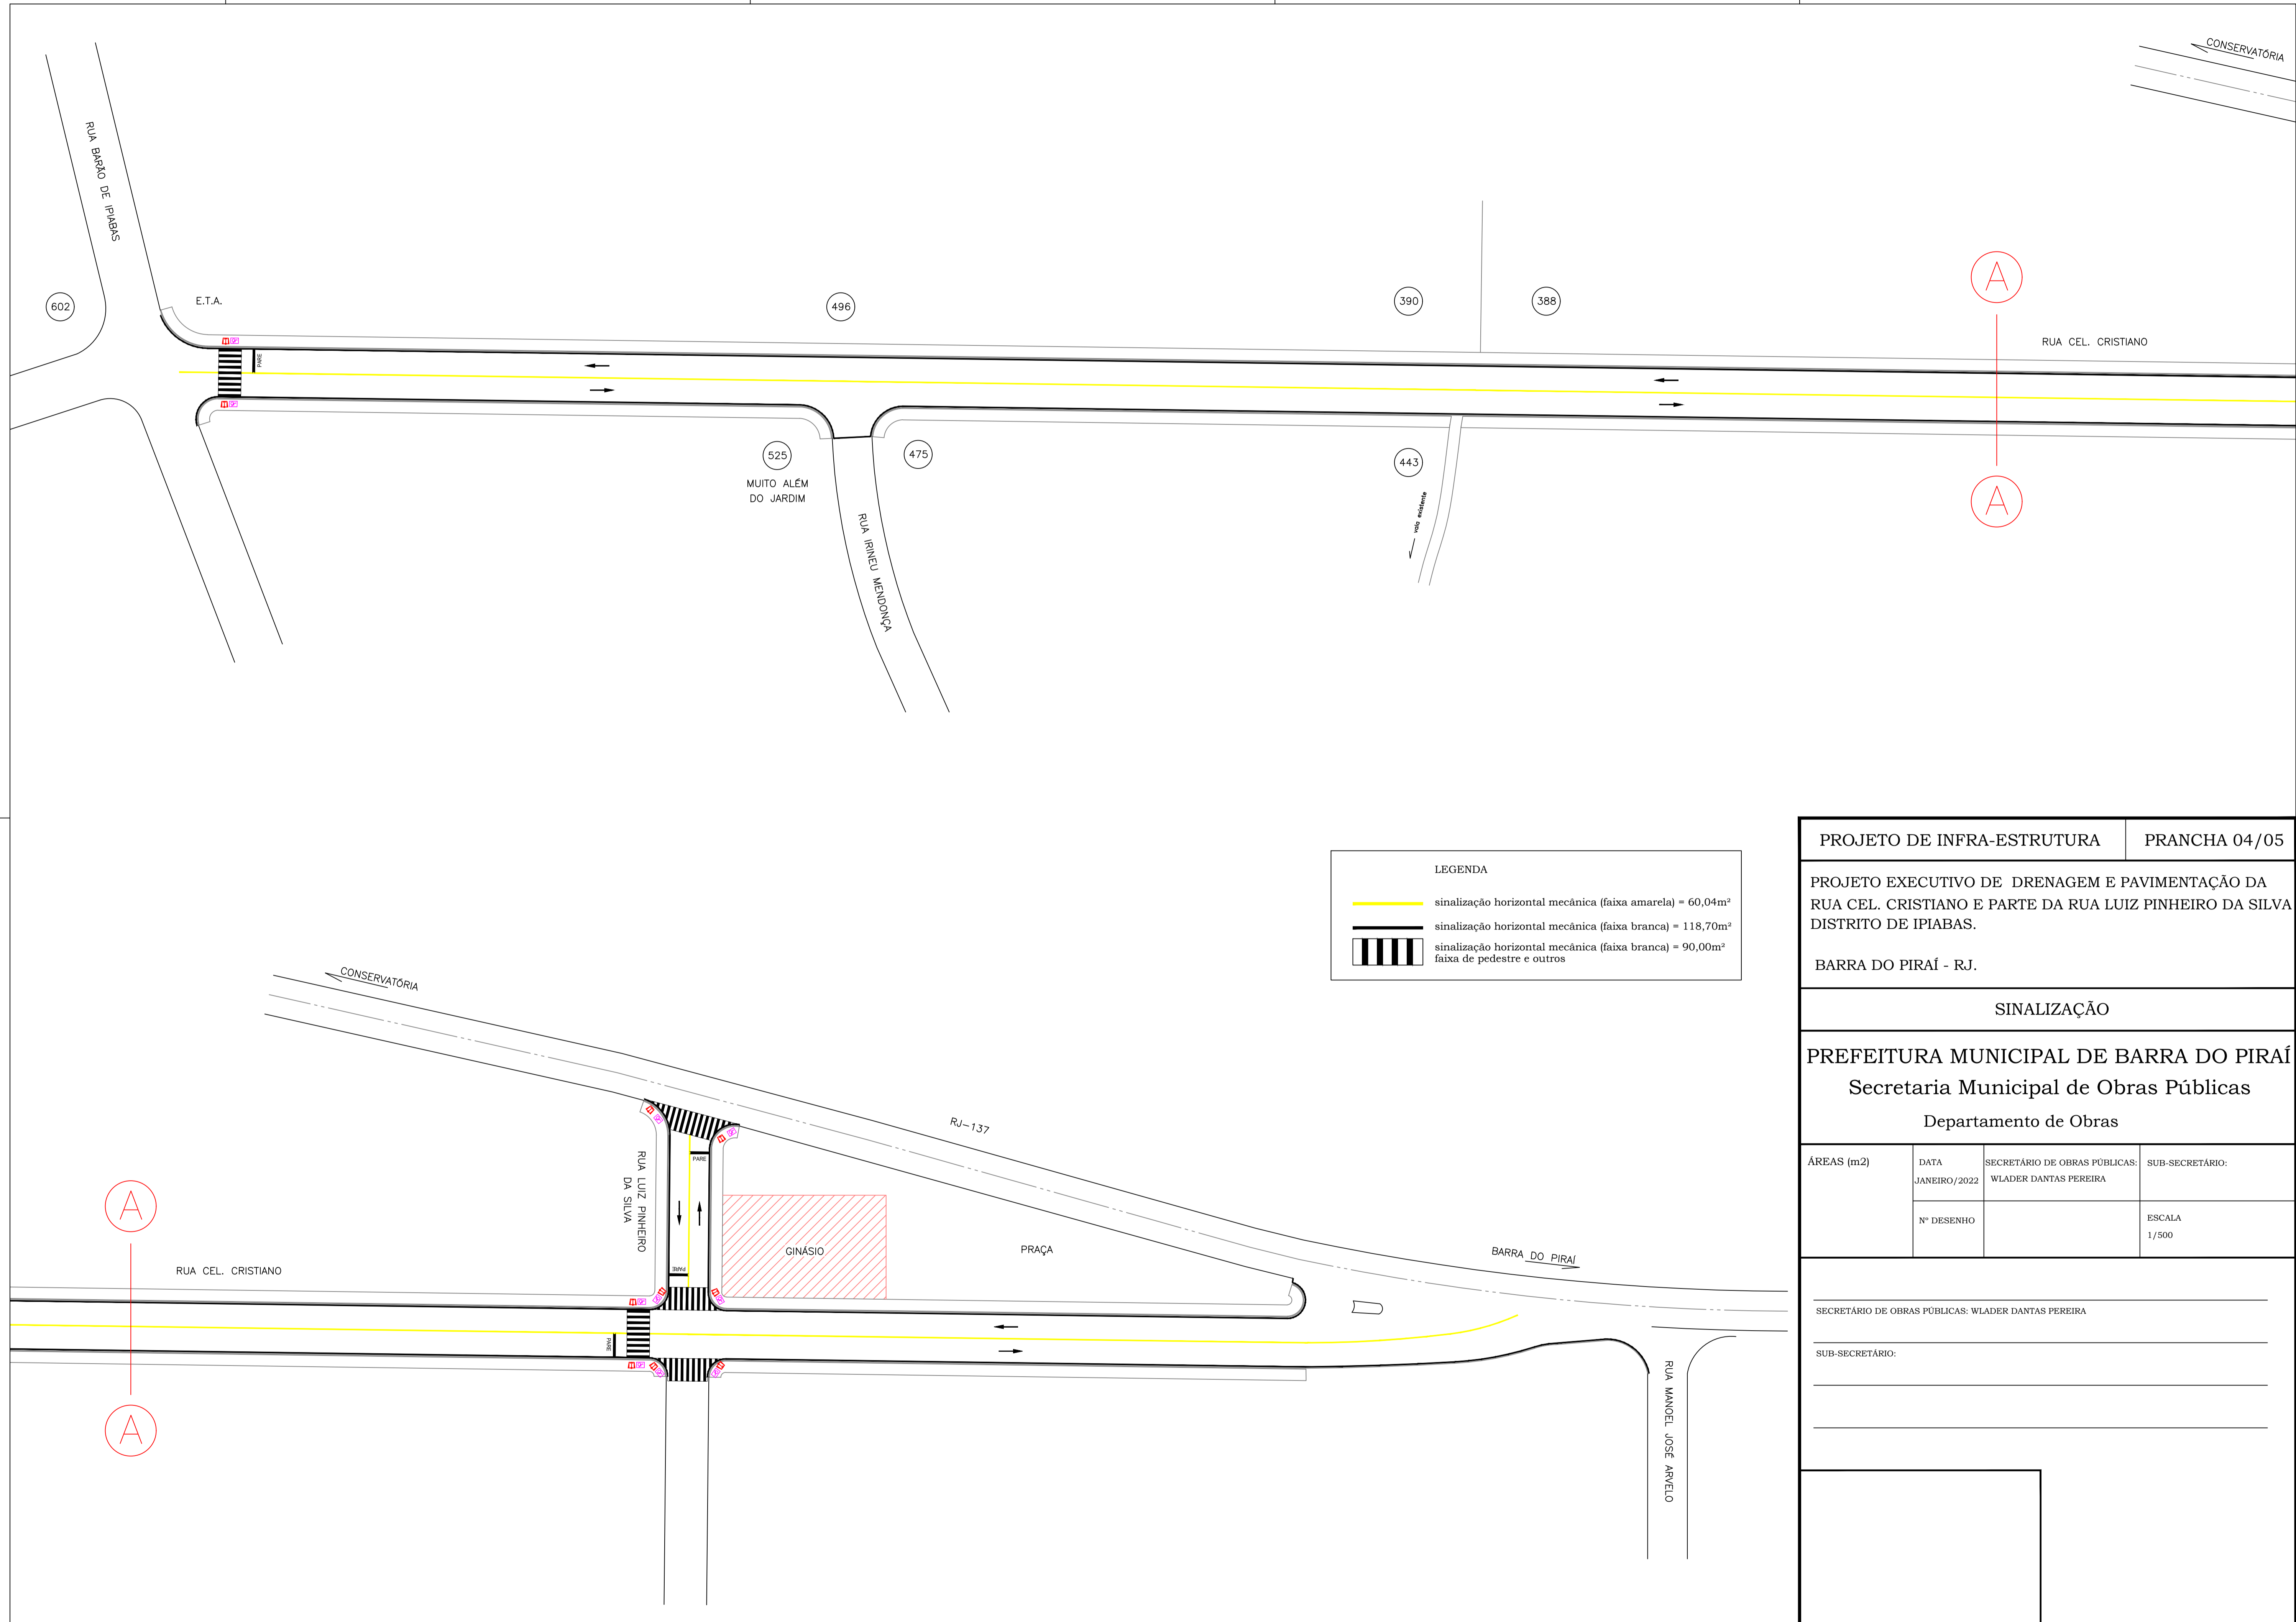 CONSERVATÓRIA
RUA BARÃO DE IPIABAS
602
E.T.A.
496
390
388
A
RUA CEL. CRISTIANO
PARE
525
MUITO ALÉM
DO JARDIM
475
443
A
vala existente
RUA IRINEU MENDONÇA
LEGENDA
sinalização horizontal mecânica (faixa amarela) = 60,04m²
sinalização horizontal mecânica (faixa branca) = 118,70m²
sinalização horizontal mecânica (faixa branca) = 90,00m²
faixa de pedestre e outros
CONSERVATÓRIA
RJ-137
PARE
RUA LUIZ PINHEIRO
DA SILVA
A
GINÁSIO
PRAÇA
BARRA DO PIRAÍ
RUA CEL. CRISTIANO
PARE
PARE
A
RUA MANOEL JOSÉ ARVELO
PROJETO DE INFRA-ESTRUTURA
PRANCHA 04/05
PROJETO EXECUTIVO DE DRENAGEM E PAVIMENTAÇÃO DA
RUA CEL. CRISTIANO E PARTE DA RUA LUIZ PINHEIRO DA SILVA
DISTRITO DE IPIABAS.
BARRA DO PIRAÍ - RJ.
SINALIZAÇÃO
PREFEITURA MUNICIPAL DE BARRA DO PIRAÍ
Secretaria Municipal de Obras Públicas
Departamento de Obras
ÁREAS (m2)
DATA
JANEIRO/2022
SECRETÁRIO DE OBRAS PÚBLICAS:
WLADER DANTAS PEREIRA
SUB-SECRETÁRIO:
Nº DESENHO
ESCALA
1/500
SECRETÁRIO DE OBRAS PÚBLICAS: WLADER DANTAS PEREIRA
SUB-SECRETÁRIO: